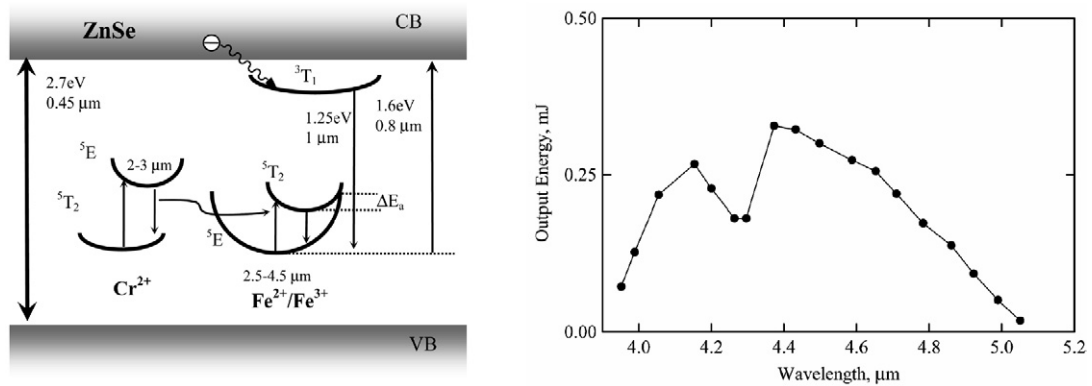 ZnSe
CB
2.7eV
0.45 μm
³T₁
1.6eV
0.8 μm
1.25eV
1 μm
⁵E
2-3 μm
⁵T₂
⁵T₂
ΔEₐ
⁵E
2.5-4.5 μm
Cr²⁺
Fe²⁺/Fe³⁺
VB
0.50
0.25
0.00
Output Energy, mJ
4.0 4.2 4.4 4.6 4.8 5.0 5.2
Wavelength, μm